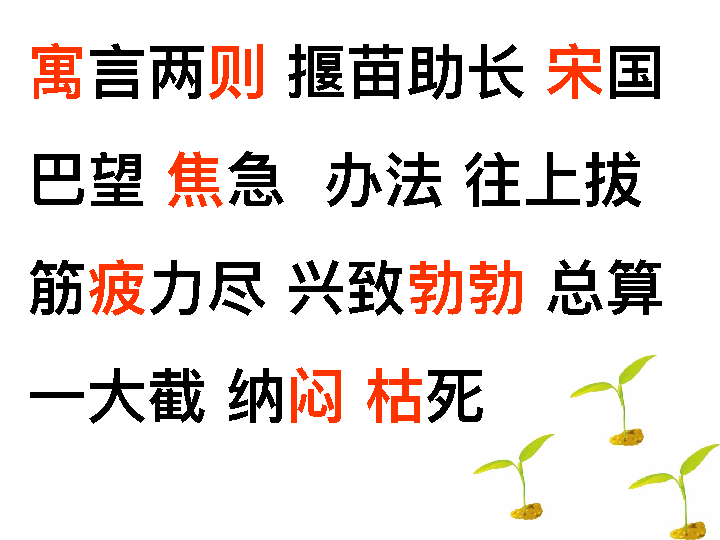 寓言两则 揠苗助长 宋国
巴望 焦急 办法 往上拔
筋疲力尽 兴致勃勃 总算
一大截 纳闷 枯死